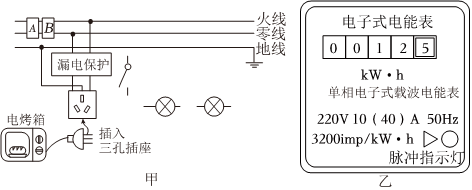 A B
火线
零线
地线
漏电保护
电烤箱
插入
三孔插座
甲
电子式电能表
0 0 1 2 5
kW·h
单相电子式载波电能表
220V 10 (40) A 50Hz
3200imp/kW·h
脉冲指示灯
乙